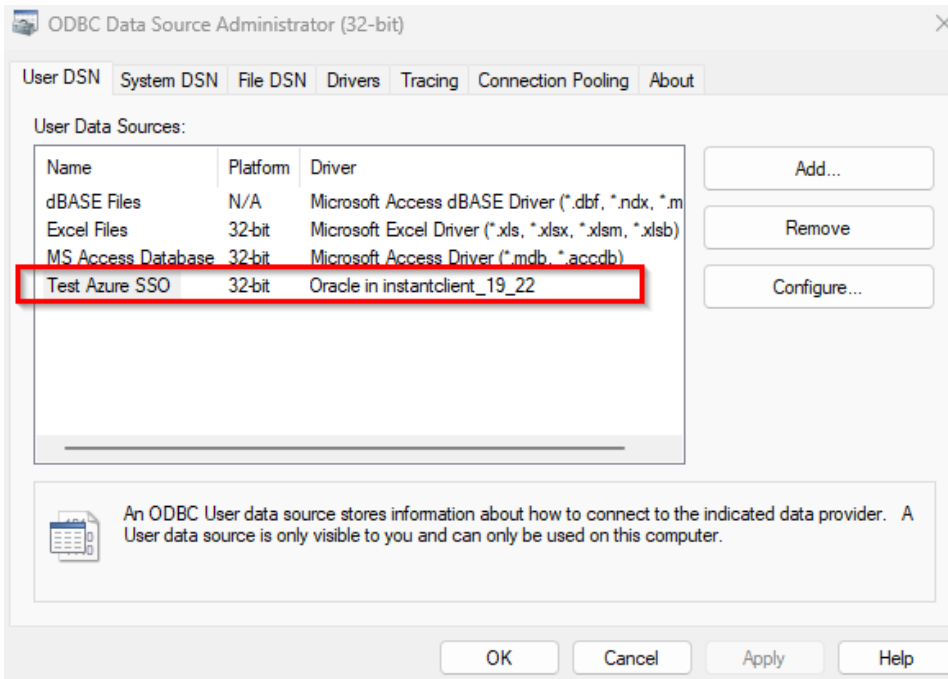 ODBC Data Source Administrator (32-bit)
User DSN System DSN File DSN Drivers Tracing Connection Pooling About
User Data Sources:
Name Platform Driver
dBASE Files N/A Microsoft Access dBASE Driver (*.dbf, *.ndx, *.m
Excel Files 32-bit Microsoft Excel Driver (*.xls, *.xlsx, *.xlsm, *.xlsb)
MS Access Database 32-bit Microsoft Access Driver (*.mdb, *.accdb)
Test Azure SSO 32-bit Oracle in instantclient_19_22
Add...
Remove
Configure...
An ODBC User data source stores information about how to connect to the indicated data provider. A
User data source is only visible to you and can only be used on this computer.
OK Cancel Apply Help